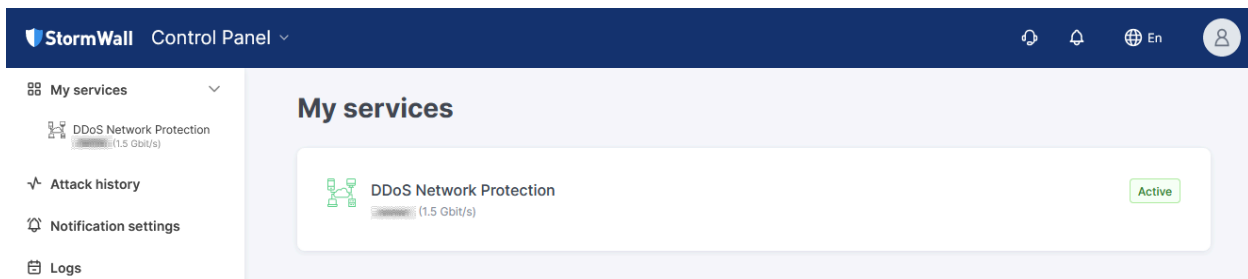 StormWall Control Panel
En
My services
DDoS Network Protection
(1.5 Gbit/s)
Attack history
Notification settings
Logs
My services
DDoS Network Protection
(1.5 Gbit/s)
Active